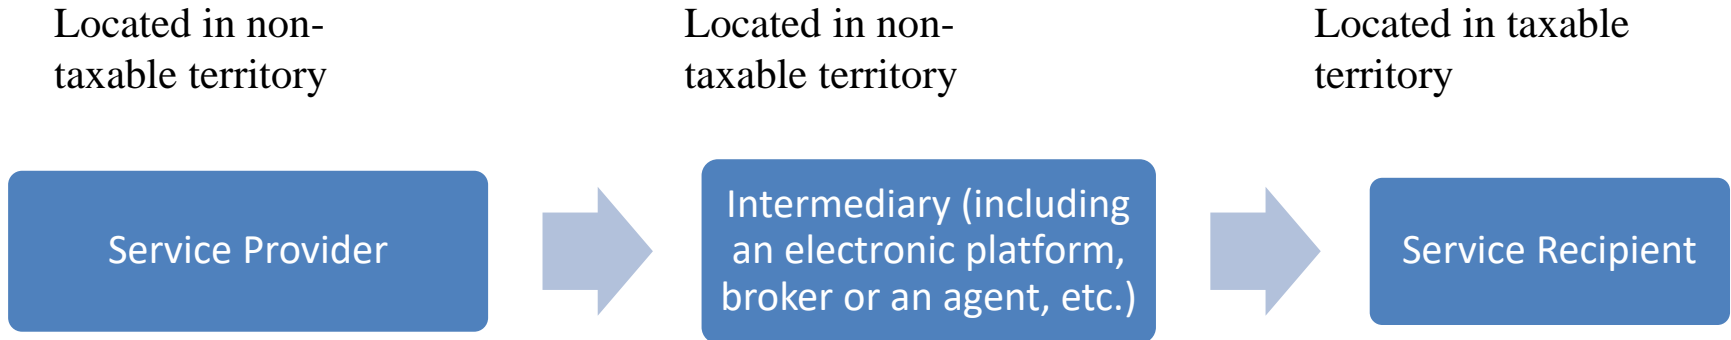 Located in non-
taxable territory
Located in non-
taxable territory
Located in taxable
territory
Service Provider
Intermediary (including
an electronic platform,
broker or an agent, etc.)
Service Recipient